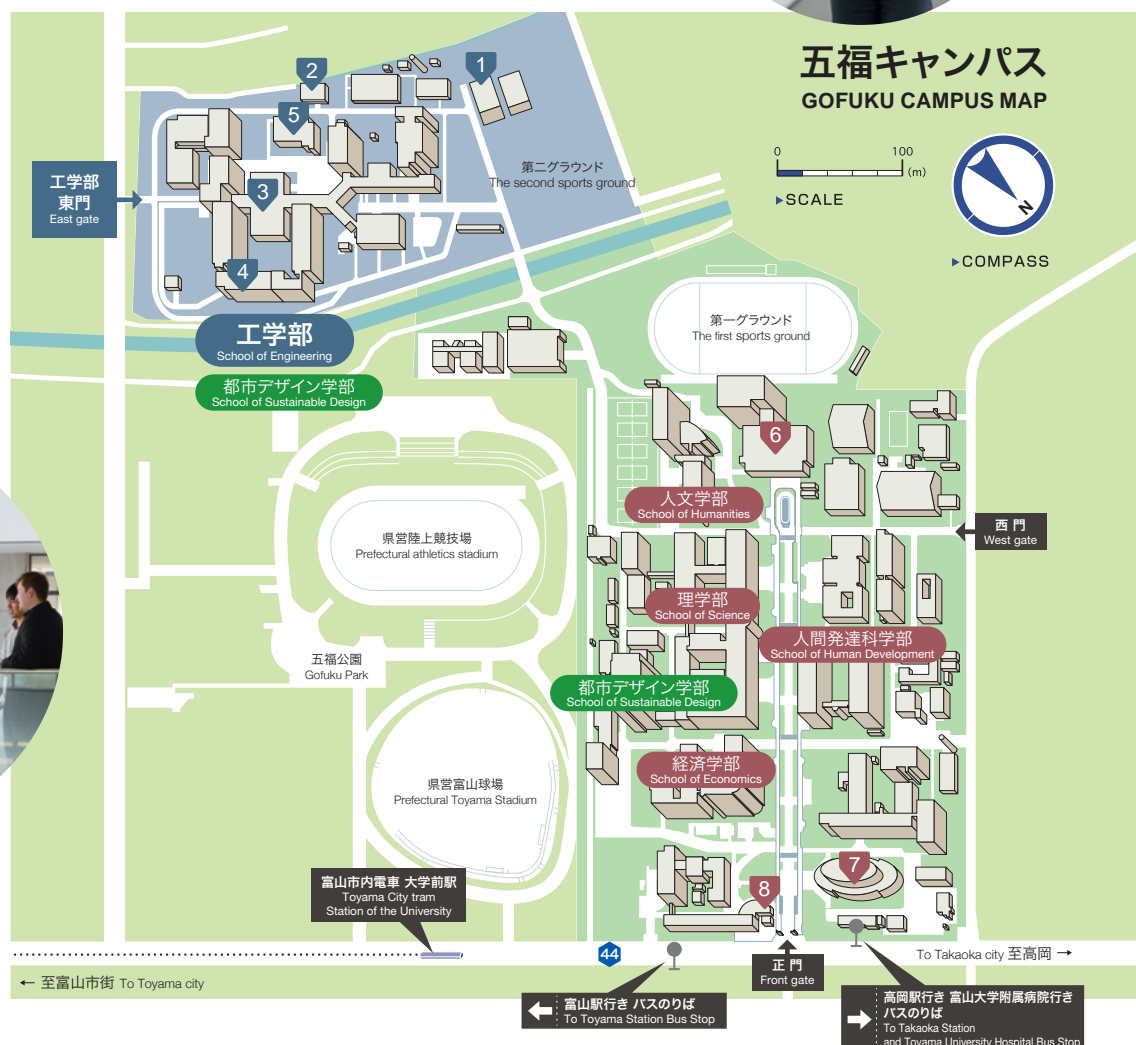 五福キャンパス
GOFUKU CAMPUS MAP
0
100
(m)
SCALE
N
COMPASS
1
2
5
3
4
第二グラウンド
The second sports ground
工学部
東門
East gate
工学部
School of Engineering
都市デザイン学部
School of Sustainable Design
第一グラウンド
The first sports ground
6
人文学部
School of Humanities
西 門
West gate
県営陸上競技場
Prefectural athletics stadium
理学部
School of Science
人間発達科学部
School of Human Development
五福公園
Gofuku Park
都市デザイン学部
School of Sustainable Design
経済学部
School of Economics
県営富山球場
Prefectural Toyama Stadium
7
8
富山市内電車 大学前駅
Toyama City tram
Station of the University
44
To Takaoka city 至高岡 →
← 至富山市街 To Toyama city
正 門
Front gate
富山駅行き バスのりば
To Toyama Station Bus Stop
高岡駅行き 富山大学附属病院行き
バスのりば
To Takaoka Station
and Toyama University Hospital Bus Stop